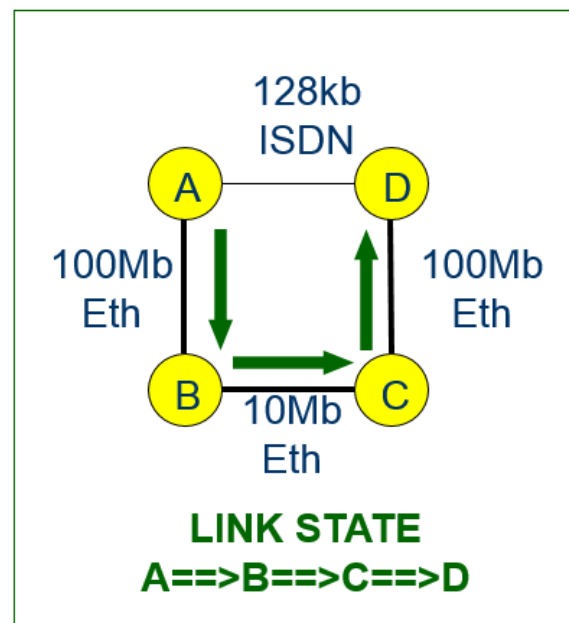 128kb
ISDN
A
D
100Mb
Eth
100Mb
Eth
B
C
10Mb
Eth
LINK STATE
A==>B==>C==>D